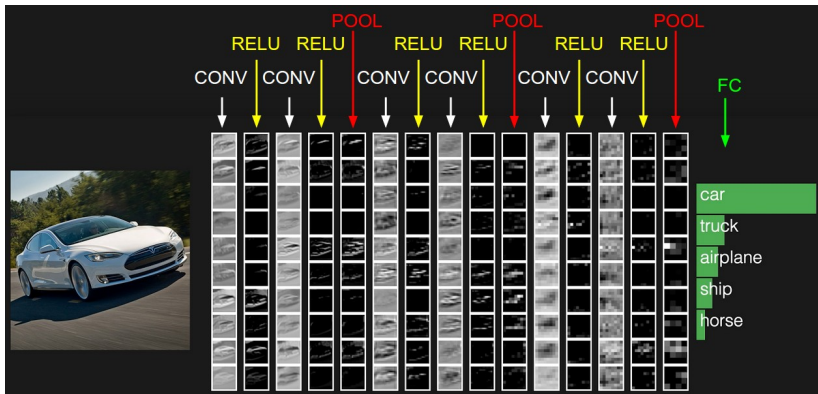 POOL POOL POOL
RELU RELU RELU RELU RELU RELU
CONV CONV CONV CONV CONV CONV
FC
car
truck
airplane
ship
horse